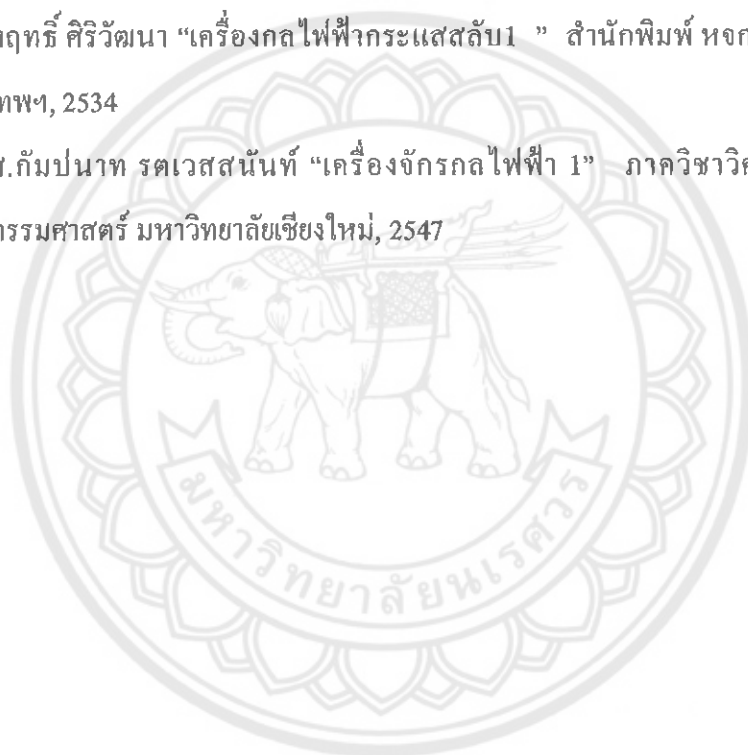 ฤทธิ์ ศิริวัฒนา “เครื่องกลไฟฟ้ากระแสสลับ1 ” สำนักพิมพ์ หจก
ทพฯ, 2534
ส.กัมปนาท รตเวสสนันท์ “เครื่องจักรกลไฟฟ้า 1” ภาควิชาวิศ
กรรมศาสตร์ มหาวิทยาลัยเชียงใหม่, 2547
มหาวิทยาลัยนเรศวร